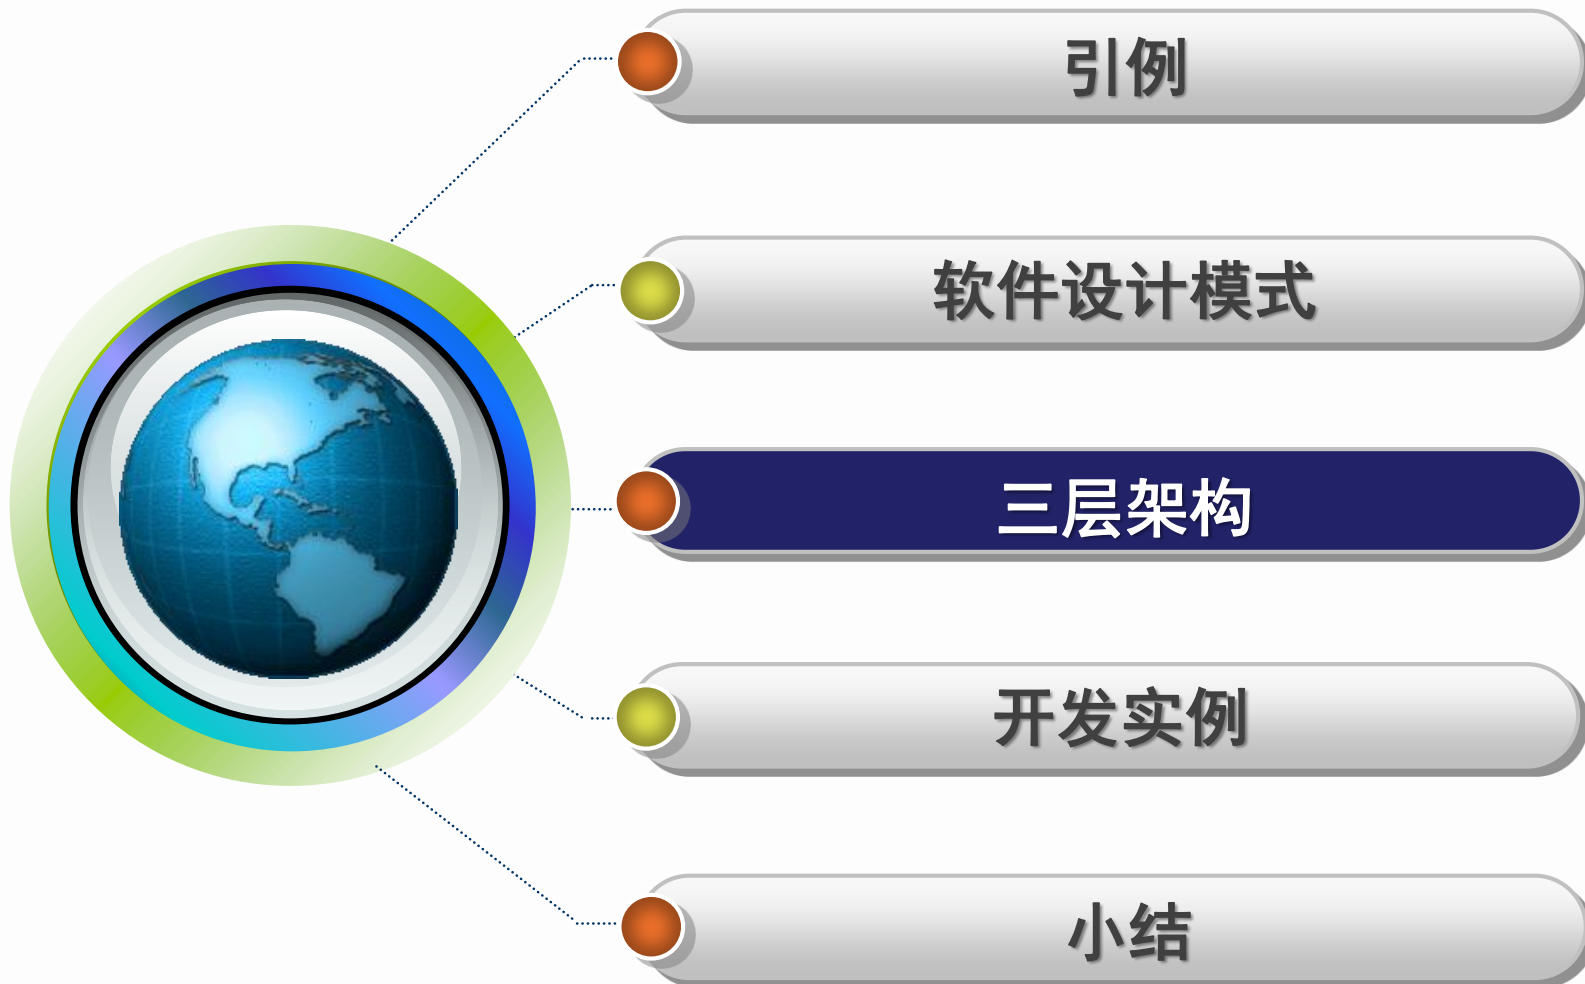 引例
软件设计模式
三层架构
开发实例
小结